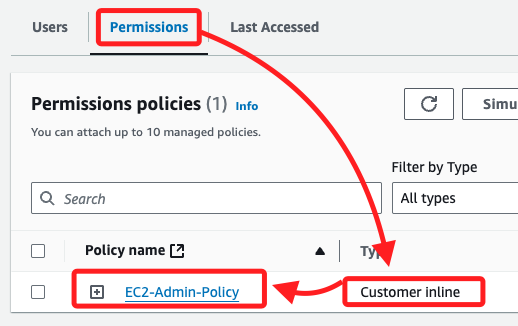 Users Permissions Last Accessed
Permissions policies (1) Info
Simu
You can attach up to 10 managed policies.
Filter by Type
Search All types
Policy name
EC2-Admin-Policy Customer inline